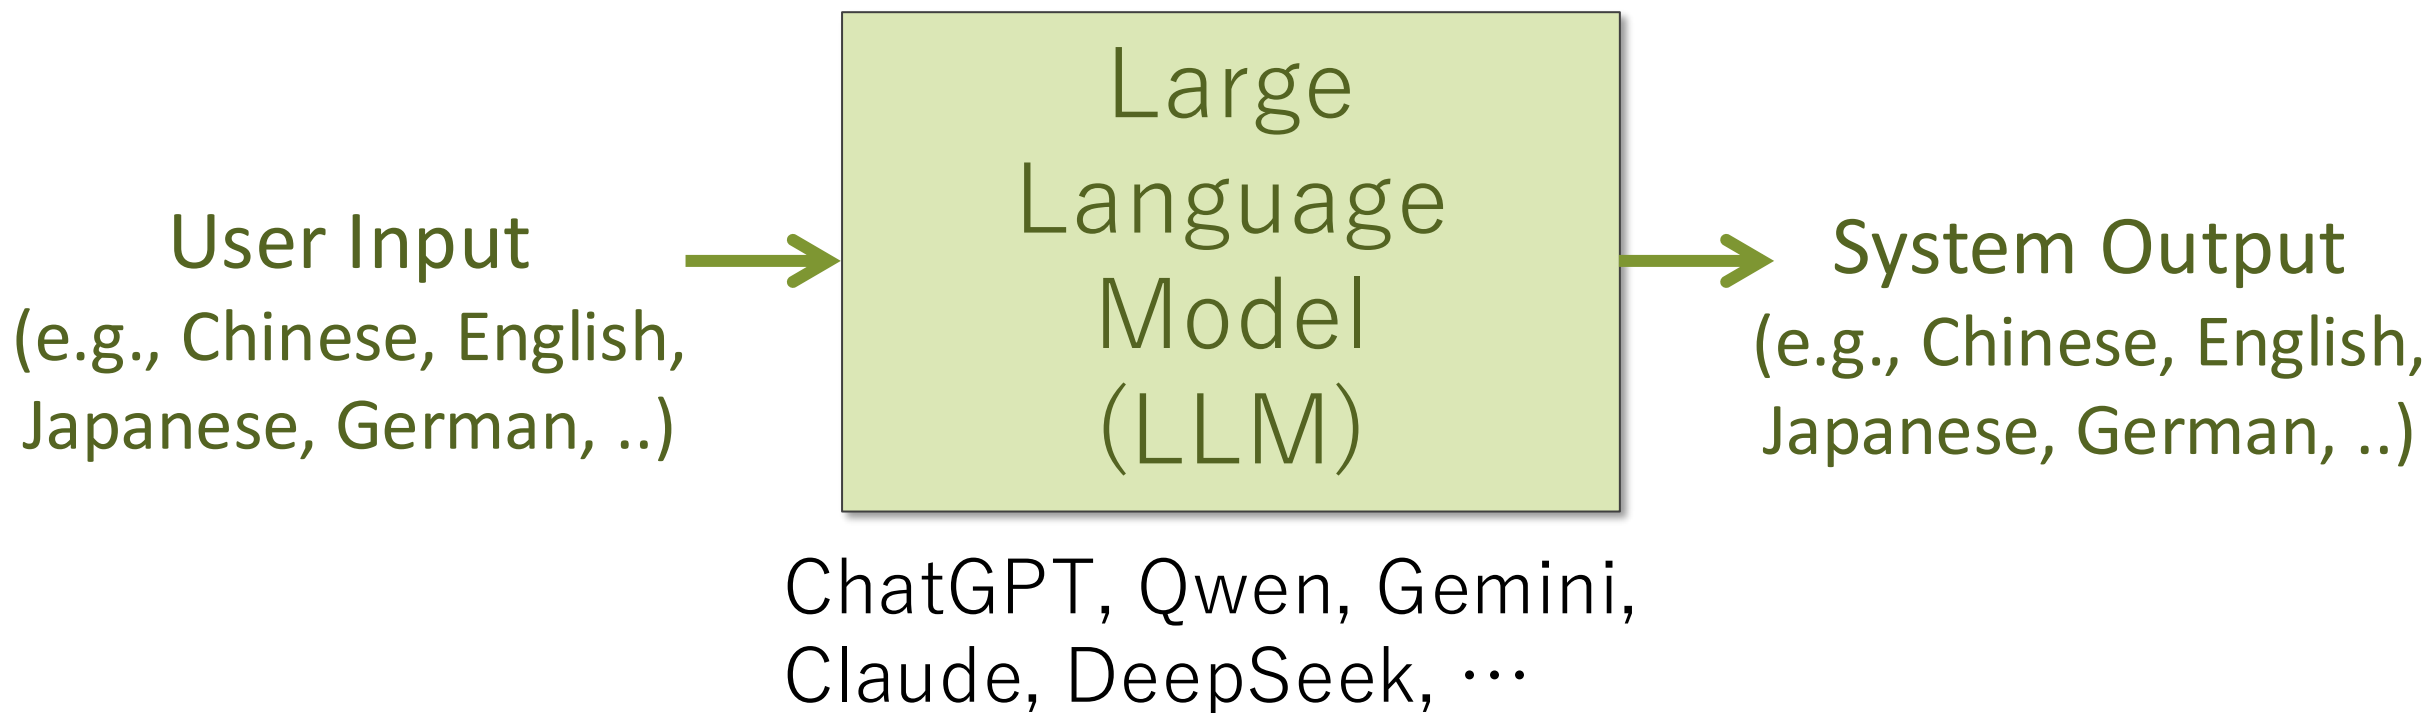 User Input
(e.g., Chinese, English,
Japanese, German, ..)
Large
Language
Model
(LLM)
System Output
(e.g., Chinese, English,
Japanese, German, ..)
ChatGPT, Qwen, Gemini,
Claude, DeepSeek, …